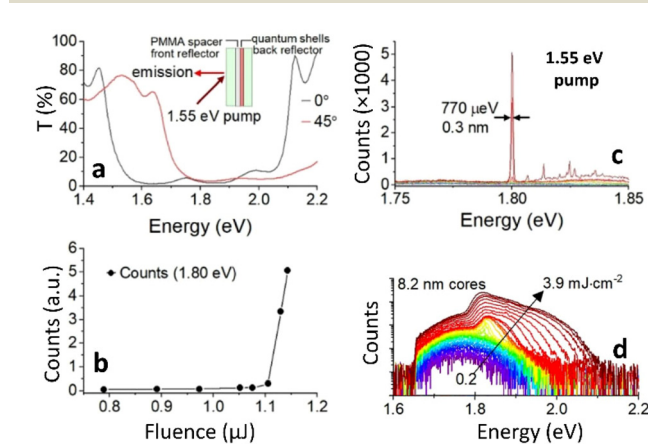 PMMA spacer
front reflector
quantum shells
back reflector
emission
1.55 eV pump
0°
45°
a
T (%)
100
80
60
40
20
0
1.4 1.6 1.8 2.0 2.2
Energy (eV)
1.55 eV
pump
770 µeV
0.3 nm
c
Counts (×1000)
6
4
2
0
1.75 1.80 1.85
Energy (eV)
Counts (1.80 eV)
b
Counts (a.u.)
6
5
4
3
2
1
0
0.8 0.9 1.0 1.1 1.2
Fluence (µJ)
8.2 nm cores
3.9 mJ·cm-2
0.2
d
Counts
1.6 1.8 2.0 2.2
Energy (eV)